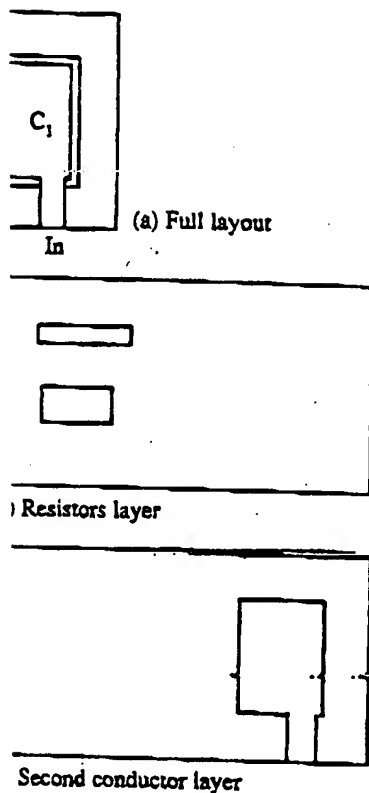 C₁
(a) Full layout
In
) Resistors layer
Second conductor layer